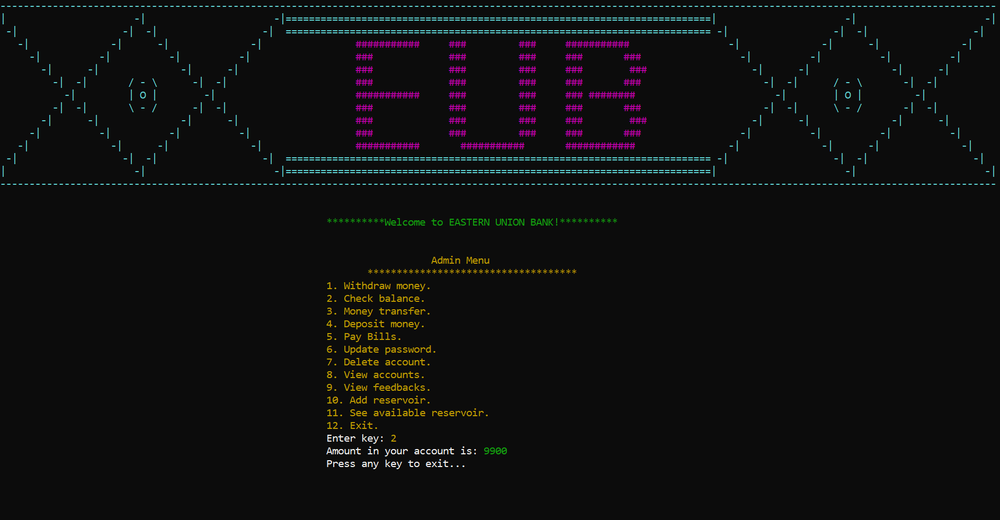 EUB
**********Welcome to EASTERN UNION BANK!**********
Admin Menu
************************************
1. Withdraw money.
2. Check balance.
3. Money transfer.
4. Deposit money.
5. Pay Bills.
6. Update password.
7. Delete account.
8. View accounts.
9. View feedbacks.
10. Add reservoir.
11. See available reservoir.
12. Exit.
Enter key: 2
Amount in your account is: 9900
Press any key to exit...